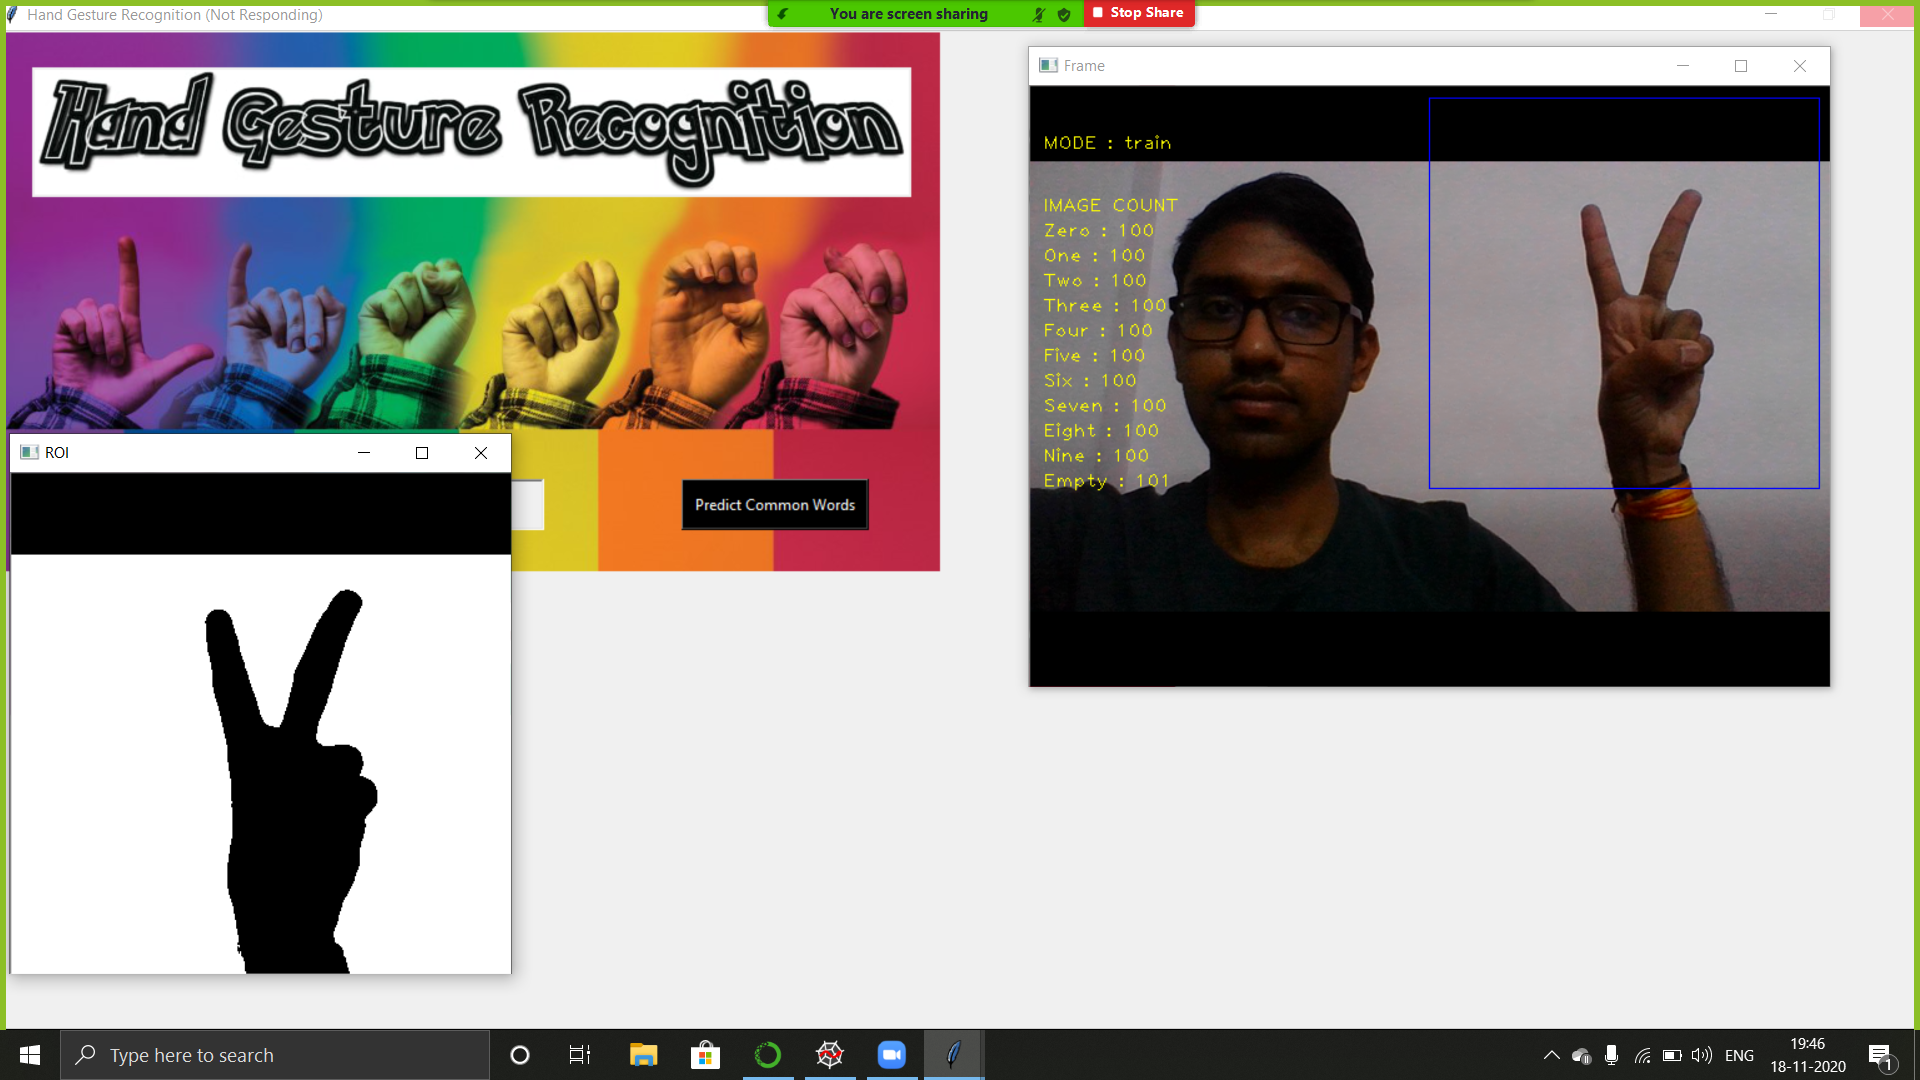 Hand Gesture Recognition (Not Responding)
You are screen sharing
Stop Share
Hand Gesture Recognition
Frame
MODE : train
IMAGE COUNT
Zero : 100
One : 100
Two : 100
Three : 100
Four : 100
Five : 100
Six : 100
Seven : 100
Eight : 100
Nine : 100
Empty : 101
ROI
Predict Common Words
Type here to search
ENG
19:46
18-11-2020
1